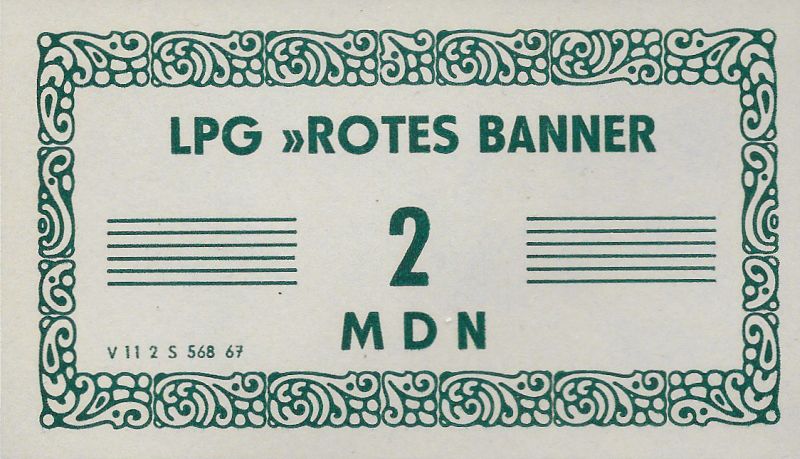 LPG »ROTES BANNER
2
MDN
V 11 2 S 568 67